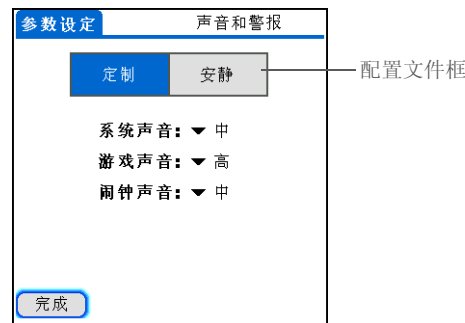 参数设定 声音和警报
定制 安静
配置文件框
系统声音: 中
游戏声音: 高
闹钟声音: 中
完成